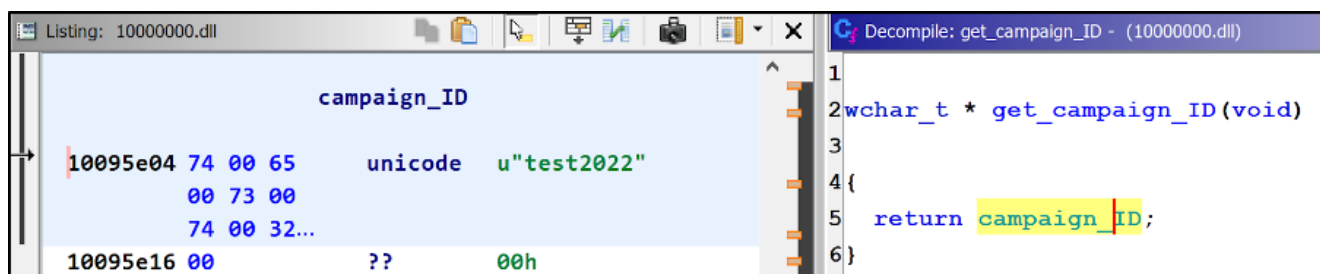 Listing: 10000000.dll
campaign_ID
10095e04 74 00 65 unicode u"test2022"
00 73 00
74 00 32...
10095e16 00 ?? 00h
Decompile: get_campaign_ID - (10000000.dll)
1
2 wchar_t * get_campaign_ID(void)
3
4 {
5 return campaign_ID;
6 }